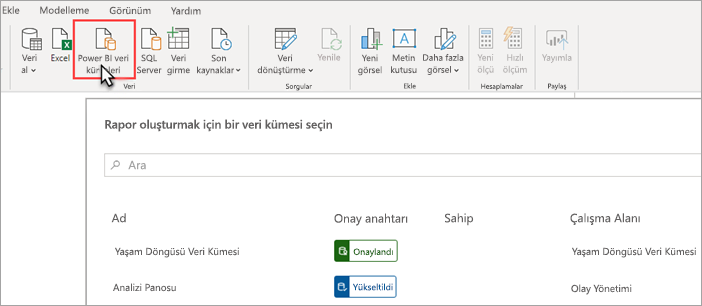 Ekle Modelleme Görünüm Yardım
Veri al Excel Power BI veri kümeleri SQL Server Veri girme Son kaynaklar Veri dönüştürme Yenile Yeni görsel Metin kutusu Daha fazla görsel Yeni ölçü Hızlı ölçüm Yayımla
Veri Sorgular Ekle Hesaplamalar Paylaş
Rapor oluşturmak için bir veri kümesi seçin
Ara
Ad Onay anahtarı Sahip Çalışma Alanı
Yaşam Döngüsü Veri Kümesi Onaylandı Yaşam Döngüsü Veri Kümesi
Analizi Panosu Yükseltildi Olay Yönetimi